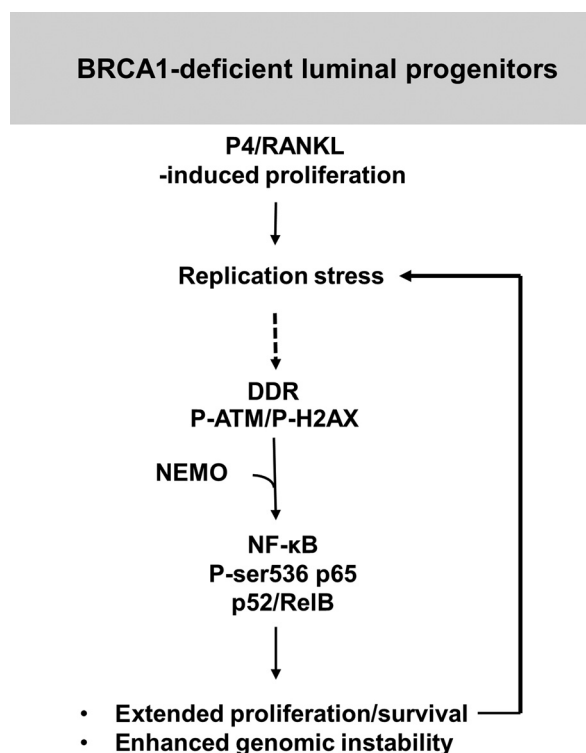 BRCA1-deficient luminal progenitors
P4/RANKL
-induced proliferation
Replication stress
DDR
P-ATM/P-H2AX
NEMO
NF-κB
P-ser536 p65
p52/RelB
• Extended proliferation/survival
• Enhanced genomic instability